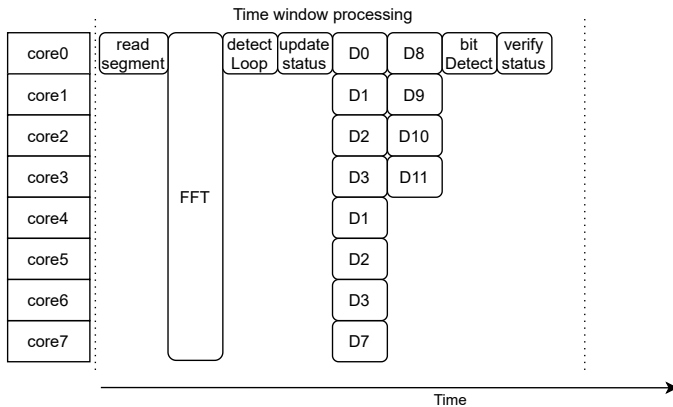 Time window processing
core0
read
segment
detect
Loop
update
status
D0
D8
bit
Detect
verify
status
core1
D1
D9
core2
D2
D10
core3
FFT
D3
D11
core4
D1
core5
D2
core6
D3
core7
D7
Time